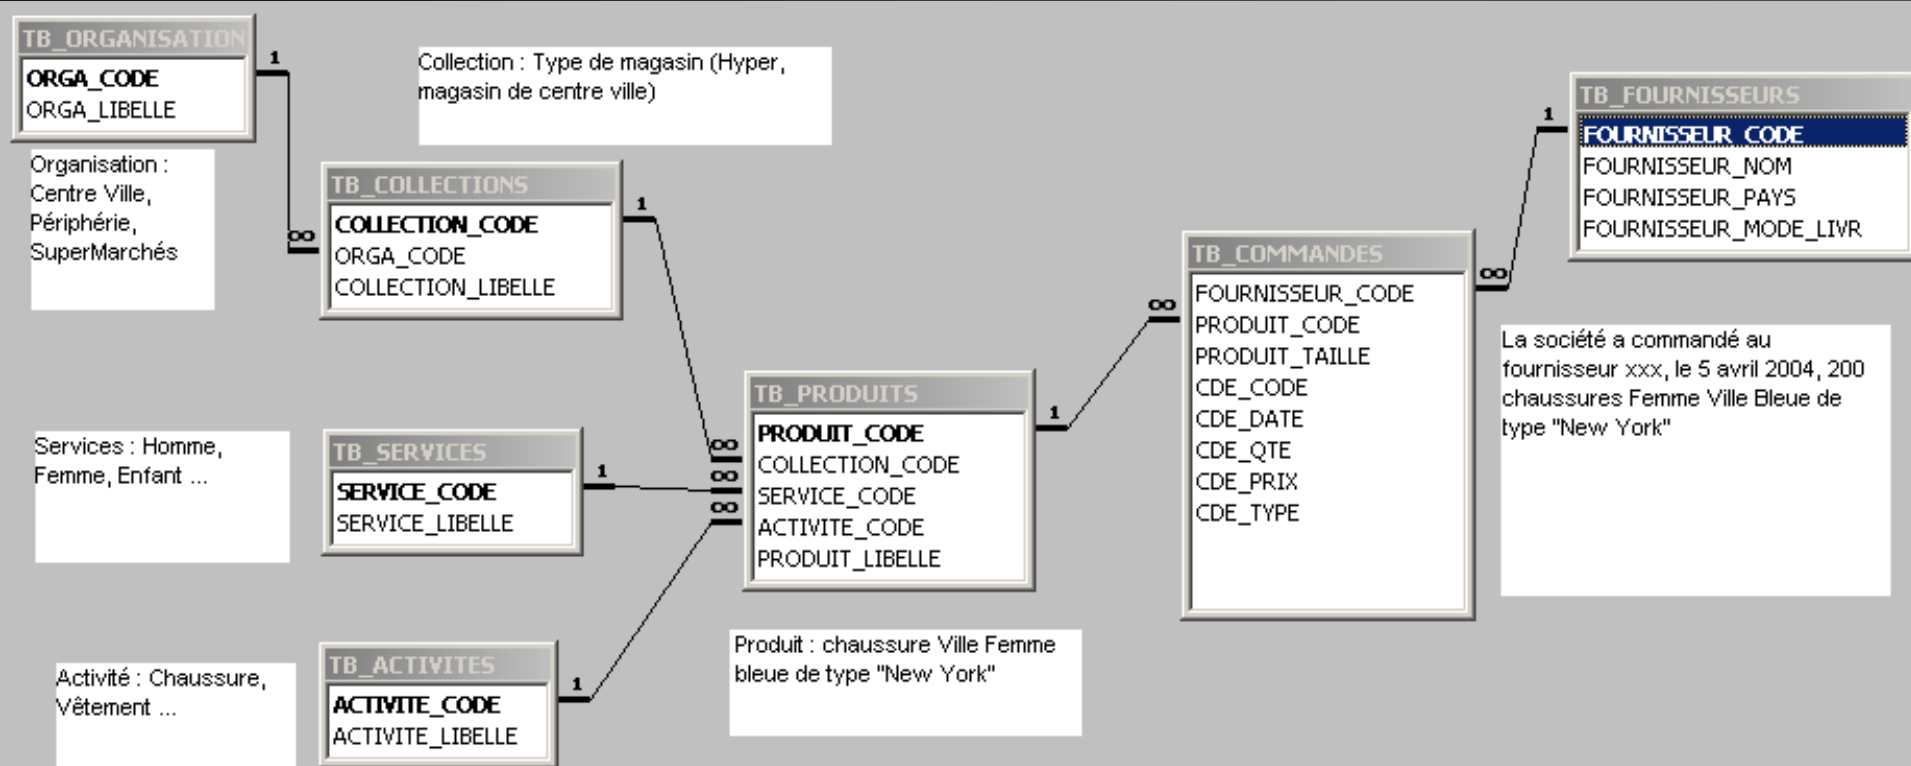 TB_ORGANISATION
1
ORGA_CODE
ORGA_LIBELLE
Organisation :
Centre Ville,
Périphérie,
SuperMarchés
Collection : Type de magasin (Hyper,
magasin de centre ville)
TB_COLLECTIONS
1
COLLECTION_CODE
∞
ORGA_CODE
COLLECTION_LIBELLE
Services : Homme,
Femme, Enfant ...
TB_SERVICES
1
SERVICE_CODE
SERVICE_LIBELLE
Activité : Chaussure,
Vêtement ...
TB_ACTIVITES
1
ACTIVITE_CODE
ACTIVITE_LIBELLE
TB_PRODUITS
1
PRODUIT_CODE
∞
COLLECTION_CODE
∞
SERVICE_CODE
∞
ACTIVITE_CODE
PRODUIT_LIBELLE
Produit : chaussure Ville Femme
bleue de type "New York"
TB_COMMANDES
∞
∞
FOURNISSEUR_CODE
PRODUIT_CODE
PRODUIT_TAILLE
CDE_CODE
CDE_DATE
CDE_QTE
CDE_PRIX
CDE_TYPE
TB_FOURNISSEURS
1
FOURNISSEUR_CODE
FOURNISSEUR_NOM
FOURNISSEUR_PAYS
FOURNISSEUR_MODE_LIVR
La société a commandé au
fournisseur xxx, le 5 avril 2004, 200
chaussures Femme Ville Bleue de
type "New York"